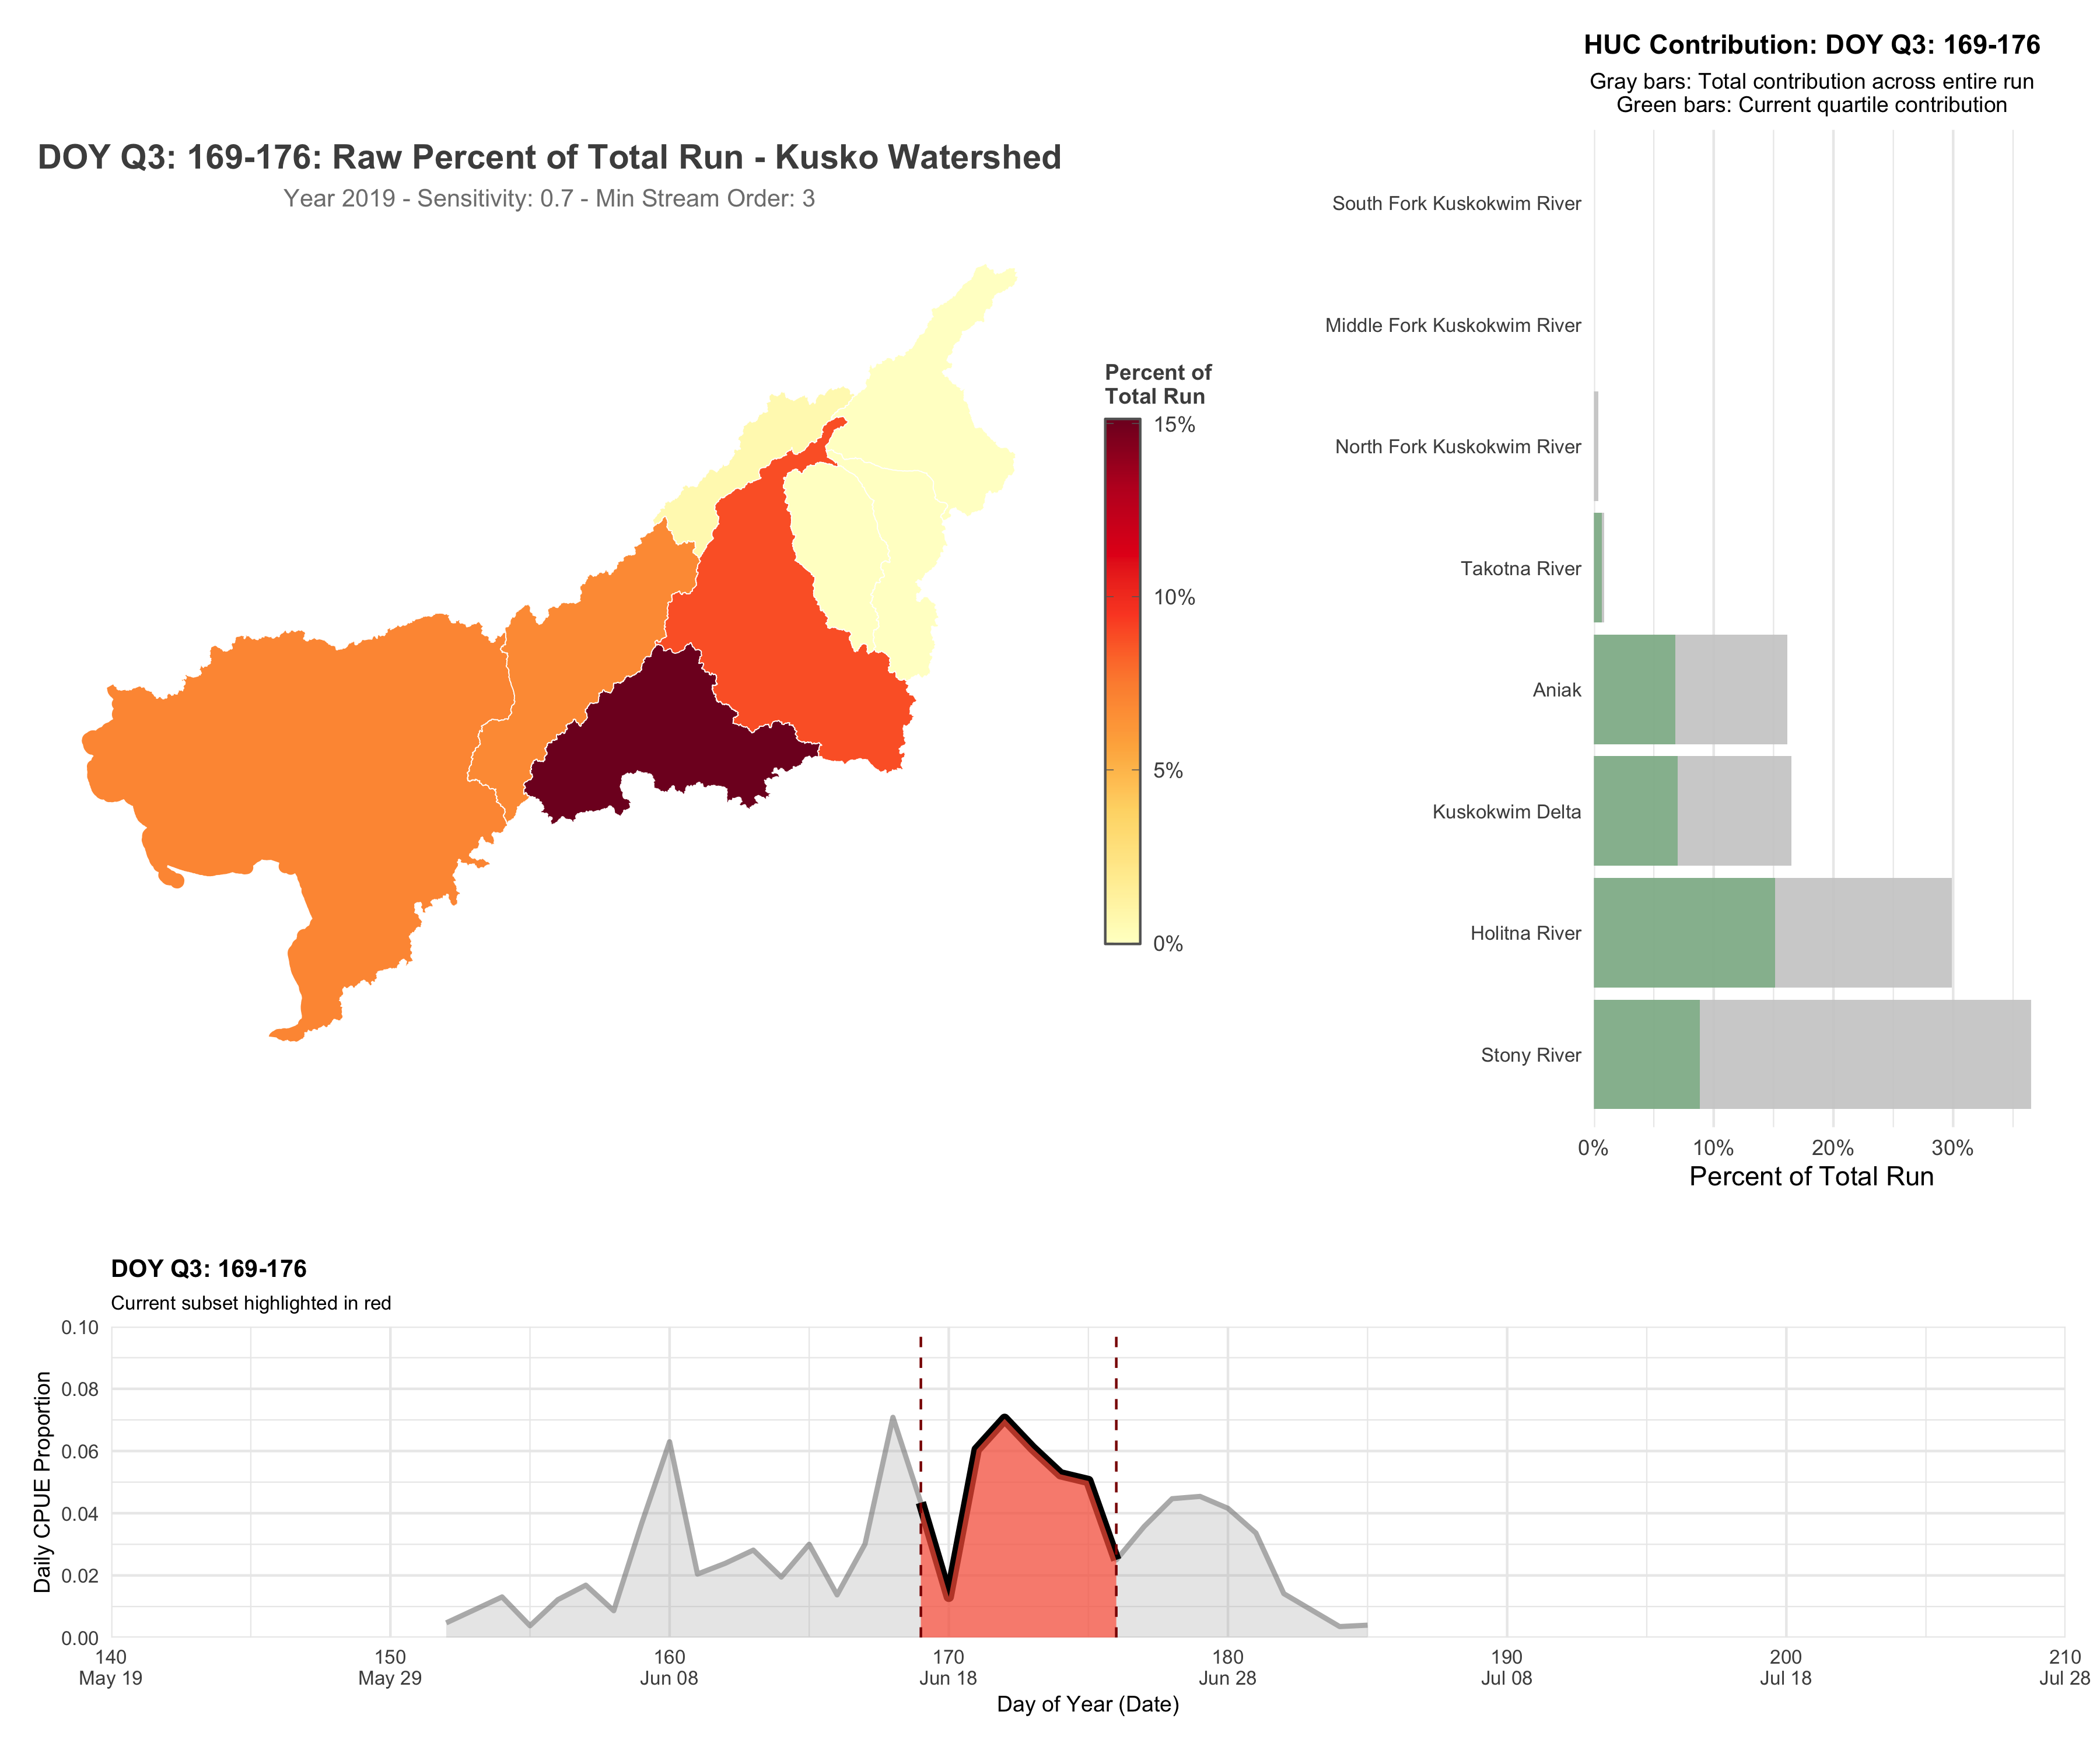 DOY Q3: 169-176: Raw Percent of Total Run - Kusko Watershed
Year 2019 - Sensitivity: 0.7 - Min Stream Order: 3
Percent of
Total Run
15%
10%
5%
0%
HUC Contribution: DOY Q3: 169-176
Gray bars: Total contribution across entire run
Green bars: Current quartile contribution
South Fork Kuskokwim River
Middle Fork Kuskokwim River
North Fork Kuskokwim River
Takotna River
Aniak
Kuskokwim Delta
Holitna River
Stony River
0% 10% 20% 30%
Percent of Total Run
DOY Q3: 169-176
Current subset highlighted in red
Daily CPUE Proportion
0.10
0.08
0.06
0.04
0.02
0.00
140 150 160 170 180 190 200 210
May 19 May 29 Jun 08 Jun 18 Jun 28 Jul 08 Jul 18 Jul 28
Day of Year (Date)